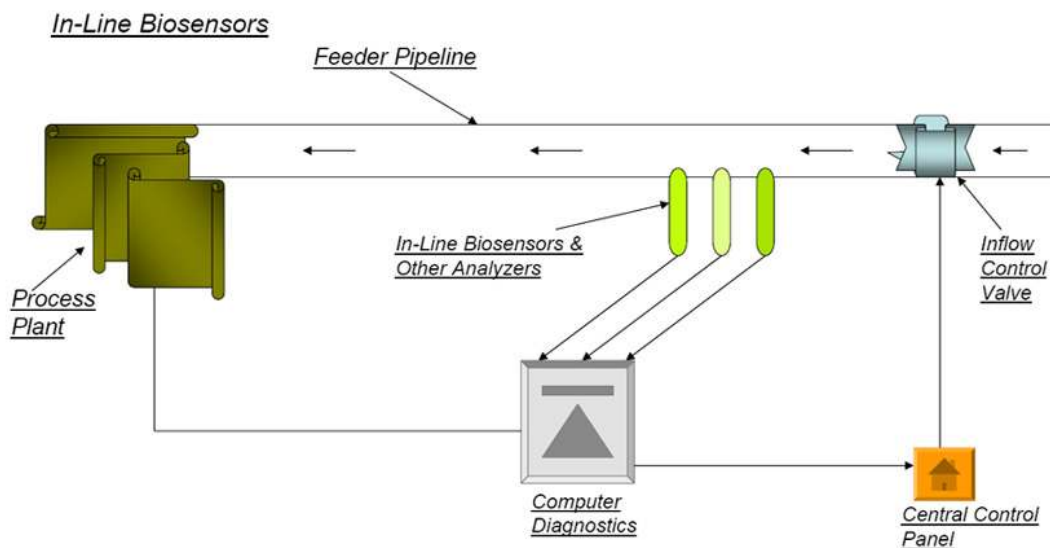 In-Line Biosensors
Feeder Pipeline
In-Line Biosensors &
Other Analyzers
Inflow
Control
Valve
Process
Plant
Computer
Diagnostics
Central Control
Panel